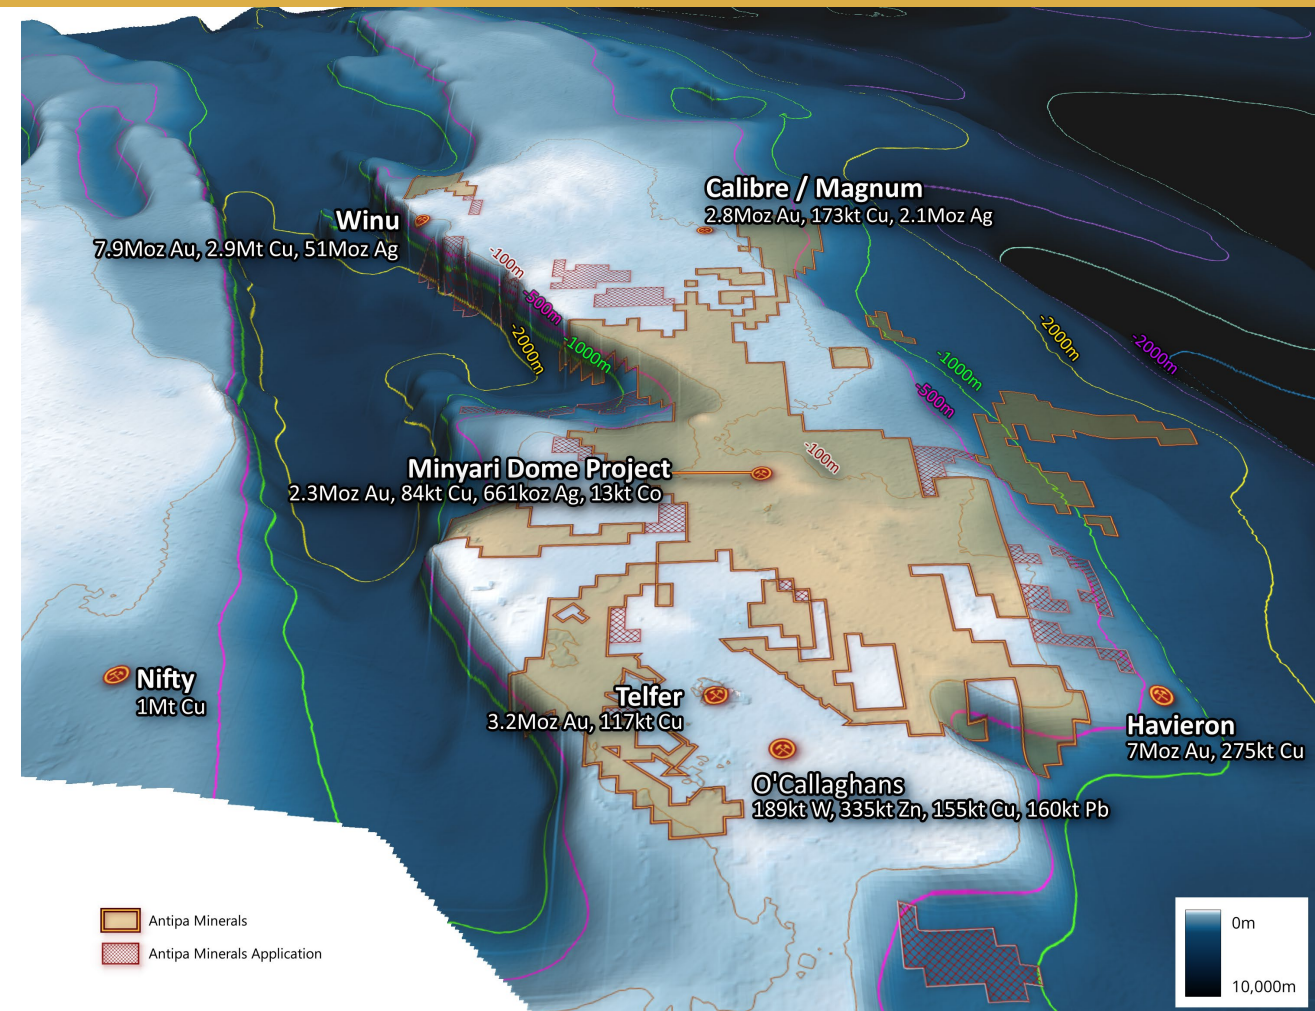 Calibre / Magnum
2.8Moz Au, 173kt Cu, 2.1Moz Ag
Winu
7.9Moz Au, 2.9Mt Cu, 51Moz Ag
-100m
-500m
-2000m
-1000m
-2000m
-2000m
-1000m
-500m
-100m
Minyari Dome Project
2.3Moz Au, 84kt Cu, 661koz Ag, 13kt Co
Nifty
1Mt Cu
Telfer
3.2Moz Au, 117kt Cu
Havieron
7Moz Au, 275kt Cu
O'Callaghans
189kt W, 335kt Zn, 155kt Cu, 160kt Pb
Antipa Minerals
Antipa Minerals Application
0m
10,000m